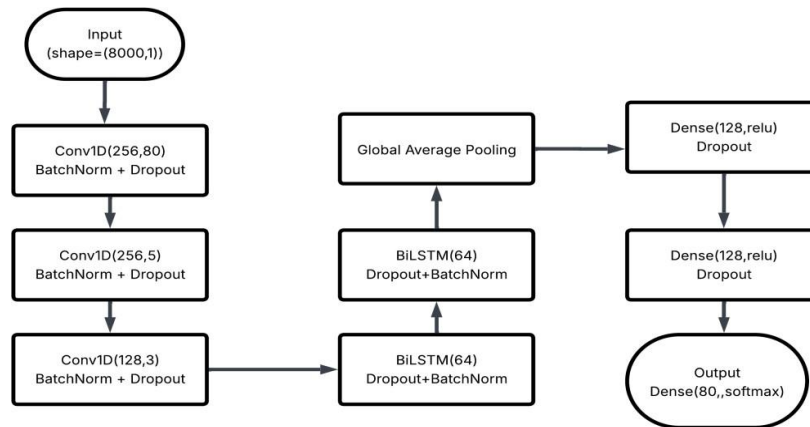 Input
(shape=(8000,1))
Conv1D(256,80)
BatchNorm + Dropout
Conv1D(256,5)
BatchNorm + Dropout
Conv1D(128,3)
BatchNorm + Dropout
BiLSTM(64)
Dropout+BatchNorm
BiLSTM(64)
Dropout+BatchNorm
Global Average Pooling
Dense(128,relu)
Dropout
Dense(128,relu)
Dropout
Output
Dense(80,,softmax)